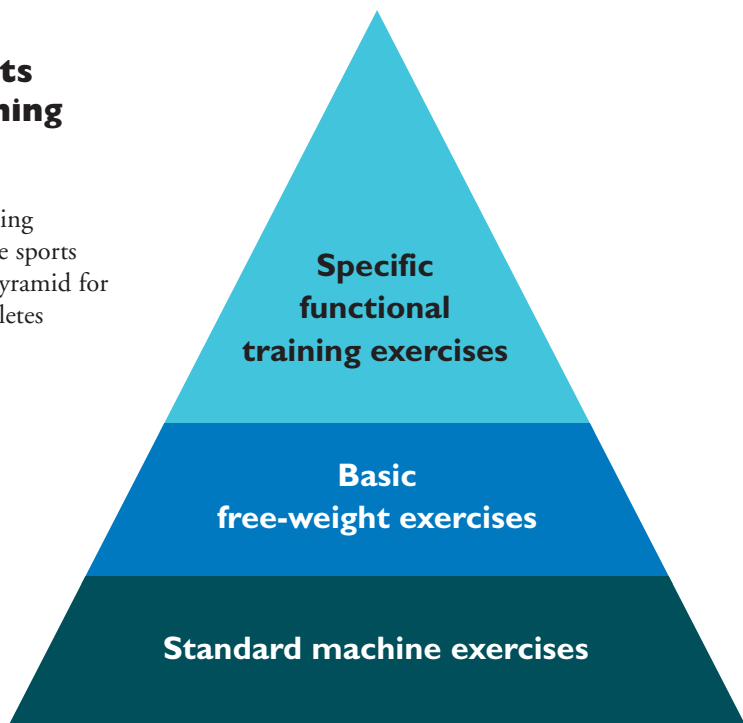 ts
ning
ing
e sports
yramid for
letes
Specific
functional
training exercises
Basic
free-weight exercises
Standard machine exercises